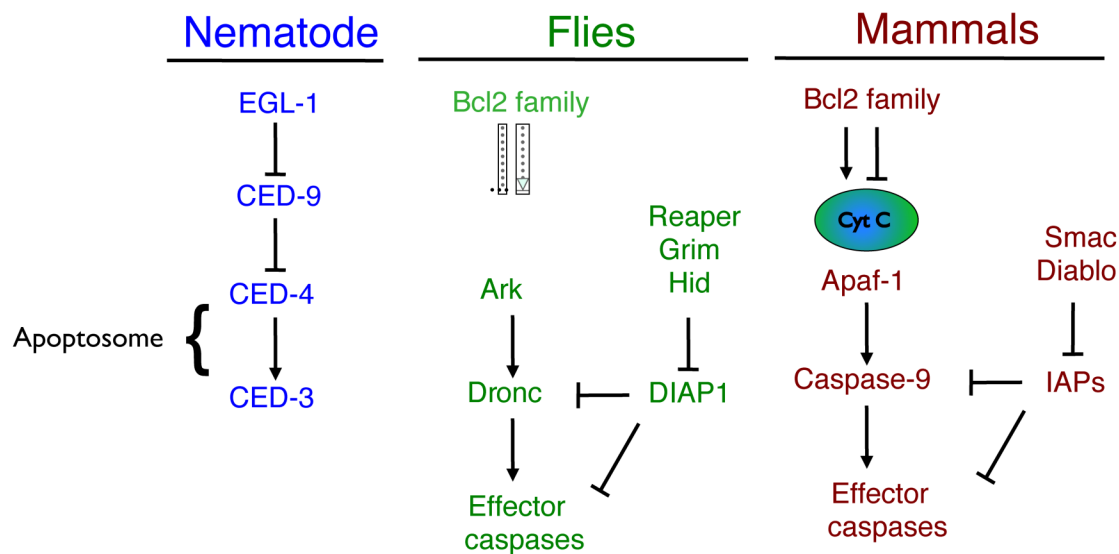 Nematode
EGL-1
CED-9
CED-4
Apoptosome
CED-3
Flies
Bcl2 family
Reaper
Grim
Hid
Ark
Dronc
DIAP1
Effector
caspases
Mammals
Bcl2 family
Cyt C
Smac
Diablo
Apaf-1
Caspase-9
IAPs
Effector
caspases